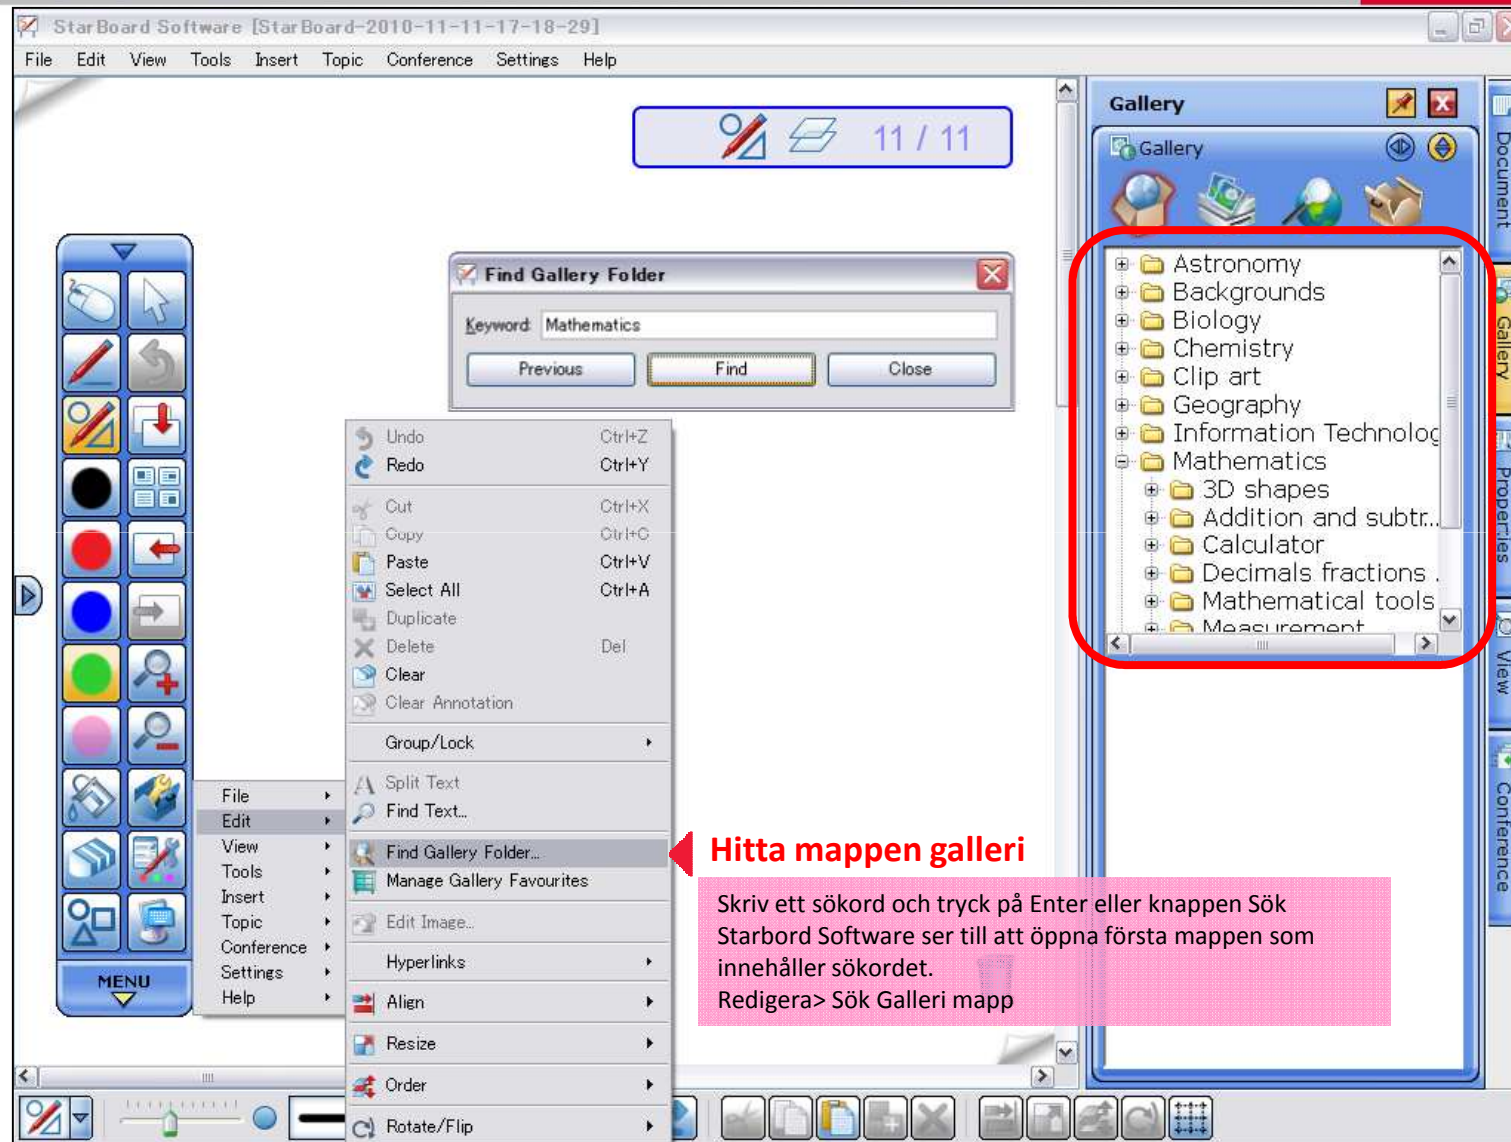 StarBoard Software [StarBoard-2010-11-11-17-18-29]
File Edit View Tools Insert Topic Conference Settings Help
11 / 11
Gallery
Gallery
Astronomy
Backgrounds
Biology
Chemistry
Clip art
Geography
Information Technolog
Mathematics
3D shapes
Addition and subtr...
Calculator
Decimals fractions .
Mathematical tools
Measurement
Document
Gallery
Properties
View
Conference
Find Gallery Folder
Keyword: Mathematics
Previous Find Close
Undo Ctrl+Z
Redo Ctrl+Y
Cut Ctrl+X
Copy Ctrl+C
Paste Ctrl+V
Select All Ctrl+A
Duplicate
Delete Del
Clear
Clear Annotation
Group/Lock
Split Text
Find Text...
Find Gallery Folder...
Manage Gallery Favourites
Edit Image...
Hyperlinks
Align
Resize
Order
Rotate/Flip
File
Edit
View
Tools
Insert
Topic
Conference
Settings
Help
MENU
Hitta mappen galleri
Skriv ett sökord och tryck på Enter eller knappen Sök
Starbord Software ser till att öppna första mappen som
innehåller sökordet.
Redigera> Sök Galleri mapp